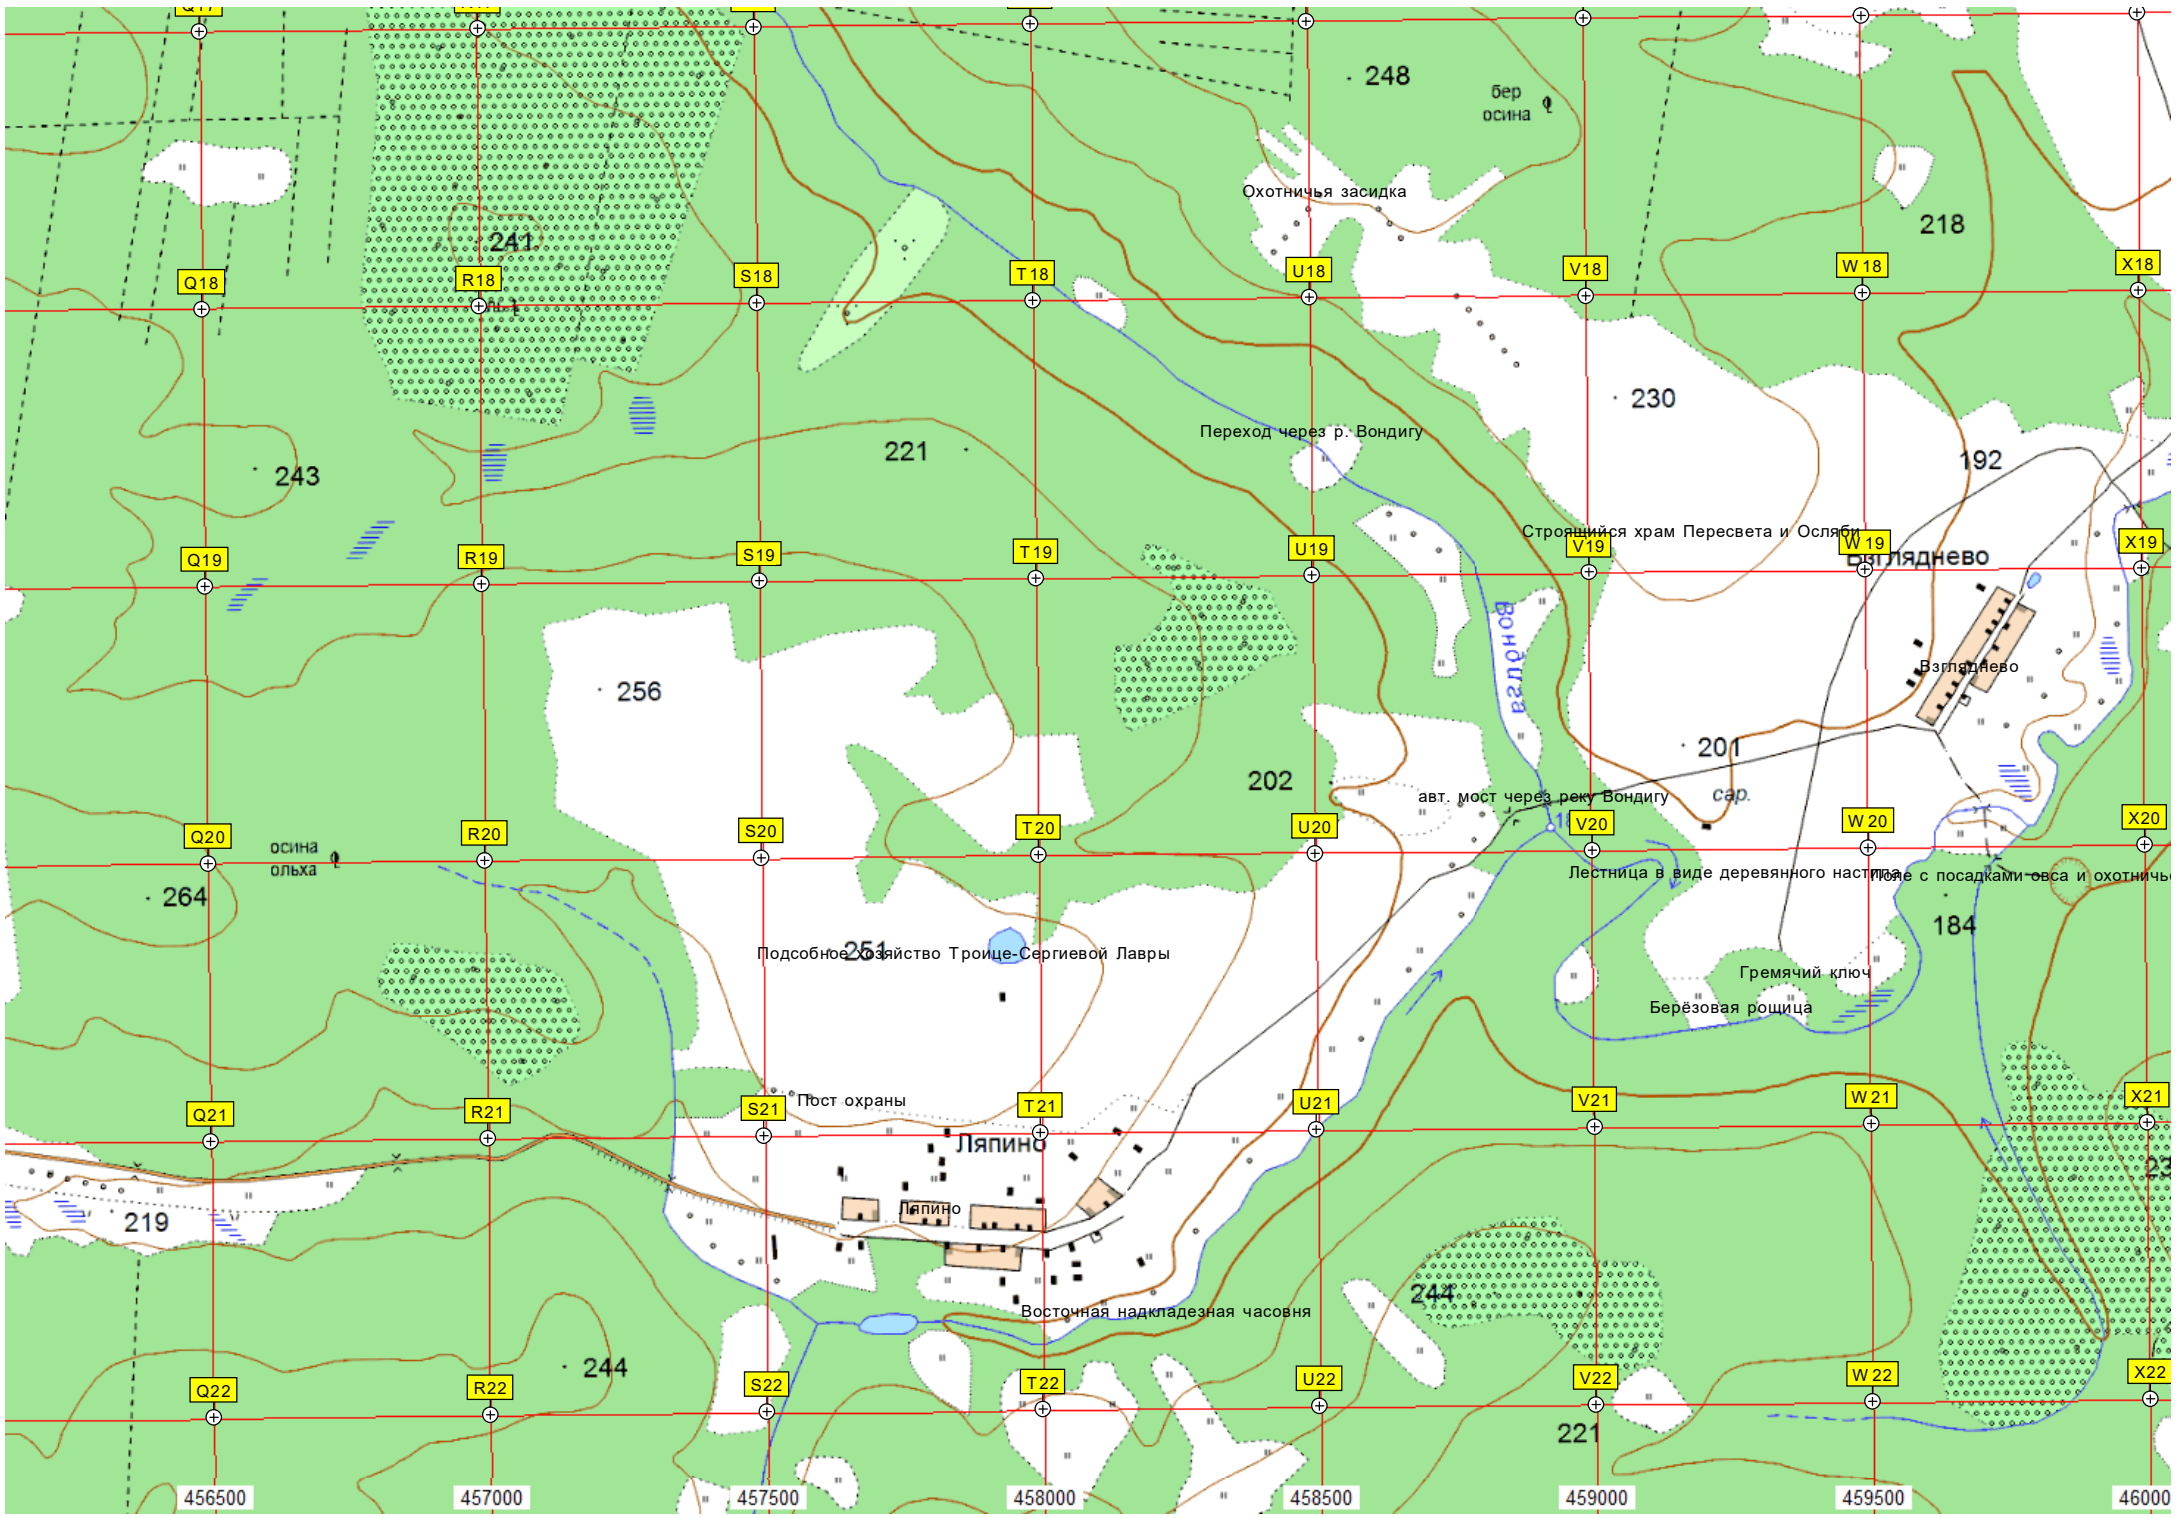 248
бер
осина
Охотничья засидка
218
241
Q18
R18
S18
T18
U18
V18
W18
X18
230
Переход через р. Вондигу
221
192
243
Строящийся храм Пересвета и Осляби
Q19
R19
S19
T19
U19
V19
W19
X19
Взгляднево
Вондига
256
Взгляднево
201
202
сар.
авт. мост через реку Вондигу
Q20
R20
S20
T20
U20
V20
W20
X20
осина
ольха
Лестница в виде деревянного настила
Поле с посадками овса и
264
184
251
Подсобное хозяйство Троице-Сергиевой Лавры
Гремячий ключ
Берёзовая рощица
Пост охраны
Q21
R21
S21
T21
U21
V21
W21
X21
Ляпино
219
Ляпино
244
Восточная надкладезная часовня
244
Q22
R22
S22
T22
U22
V22
W22
X22
221
456500
457000
457500
458000
458500
459000
459500